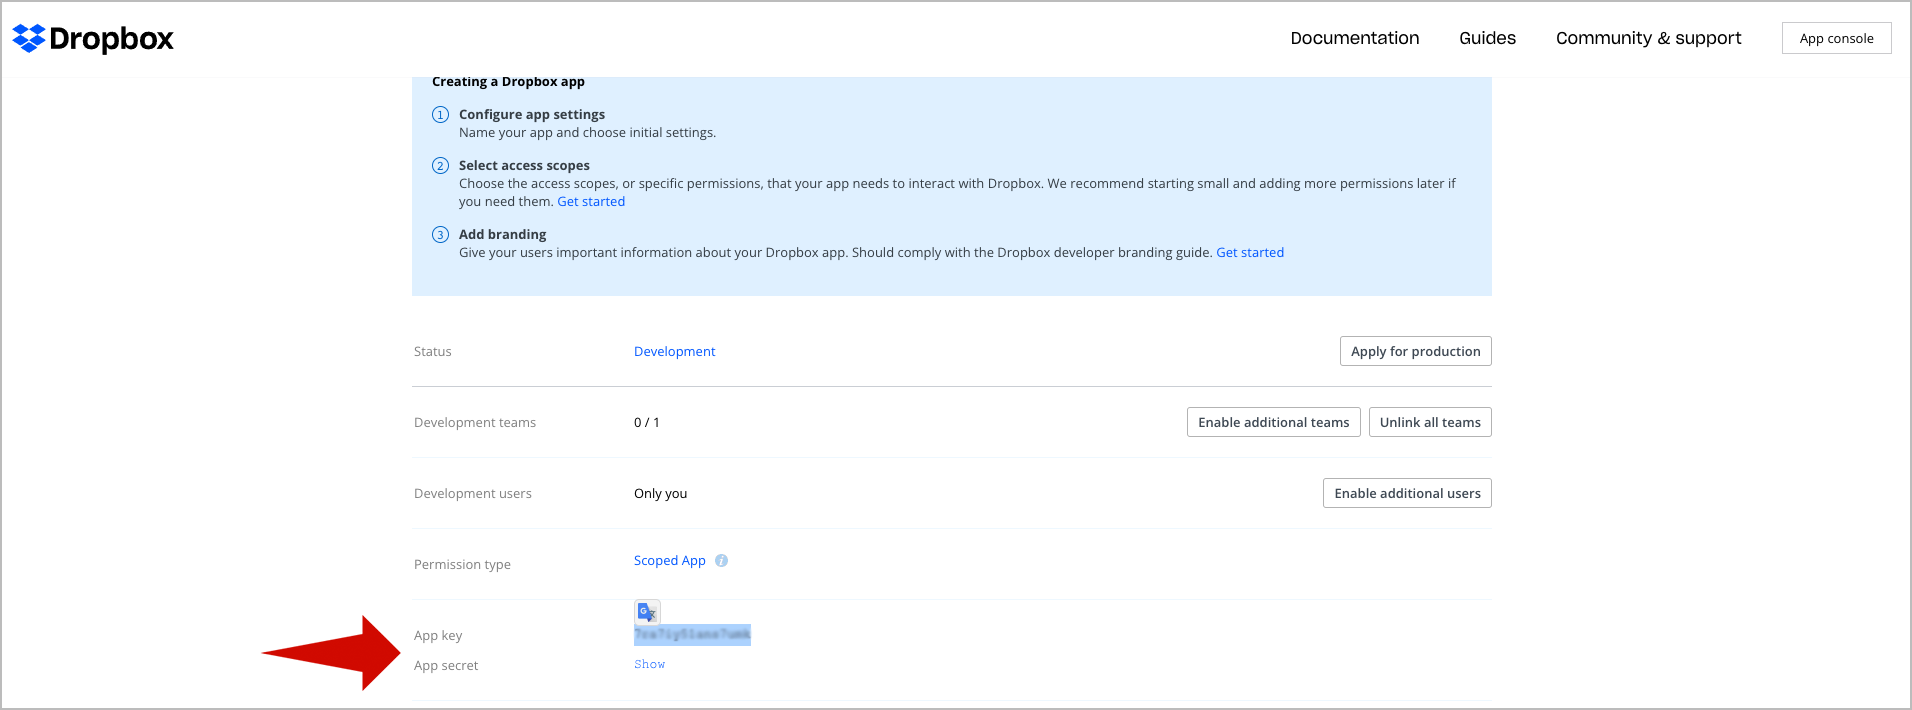 Dropbox
Documentation
Guides
Community & support
App console
Creating a Dropbox app
1 Configure app settings
Name your app and choose initial settings.
2 Select access scopes
Choose the access scopes, or specific permissions, that your app needs to interact with Dropbox. We recommend starting small and adding more permissions later if
you need them. Get started
3 Add branding
Give your users important information about your Dropbox app. Should comply with the Dropbox developer branding guide. Get started
Status
Development
Apply for production
Development teams
0 / 1
Enable additional teams
Unlink all teams
Development users
Only you
Enable additional users
Permission type
Scoped App
App key
App secret
Show